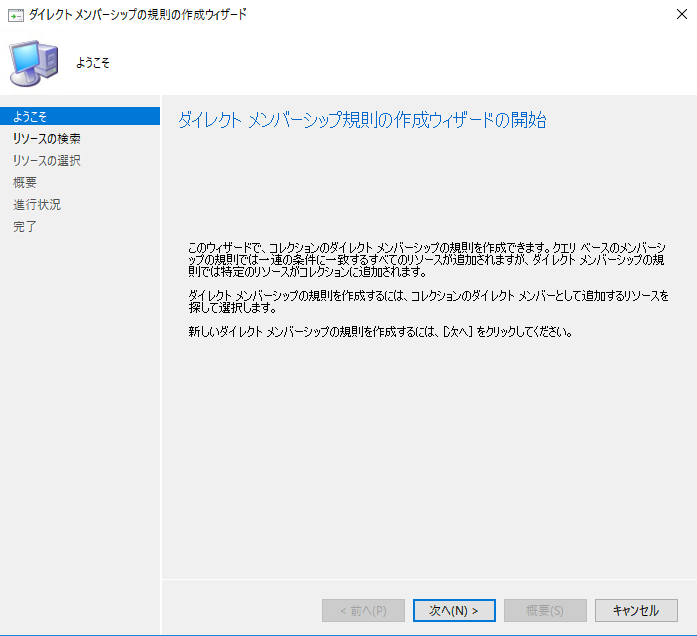 ダイレクト メンバーシップの規則の作成ウィザード
ようこそ
ようこそ
リソースの検索
リソースの選択
概要
進行状況
完了
ダイレクト メンバーシップ規則の作成ウィザードの開始
このウィザードで、コレクションのダイレクト メンバーシップの規則を作成できます。クエリ ベースのメンバーシ
ップの規則では一連の条件に一致するすべてのリソースが追加されますが、ダイレクト メンバーシップの規
則では特定のリソースがコレクションに追加されます。
ダイレクト メンバーシップの規則を作成するには、コレクションのダイレクト メンバーとして追加するリソースを
探して選択します。
新しいダイレクト メンバーシップの規則を作成するには、[次へ] をクリックしてください。
< 前へ(P)
次へ(N) >
概要(S)
キャンセル